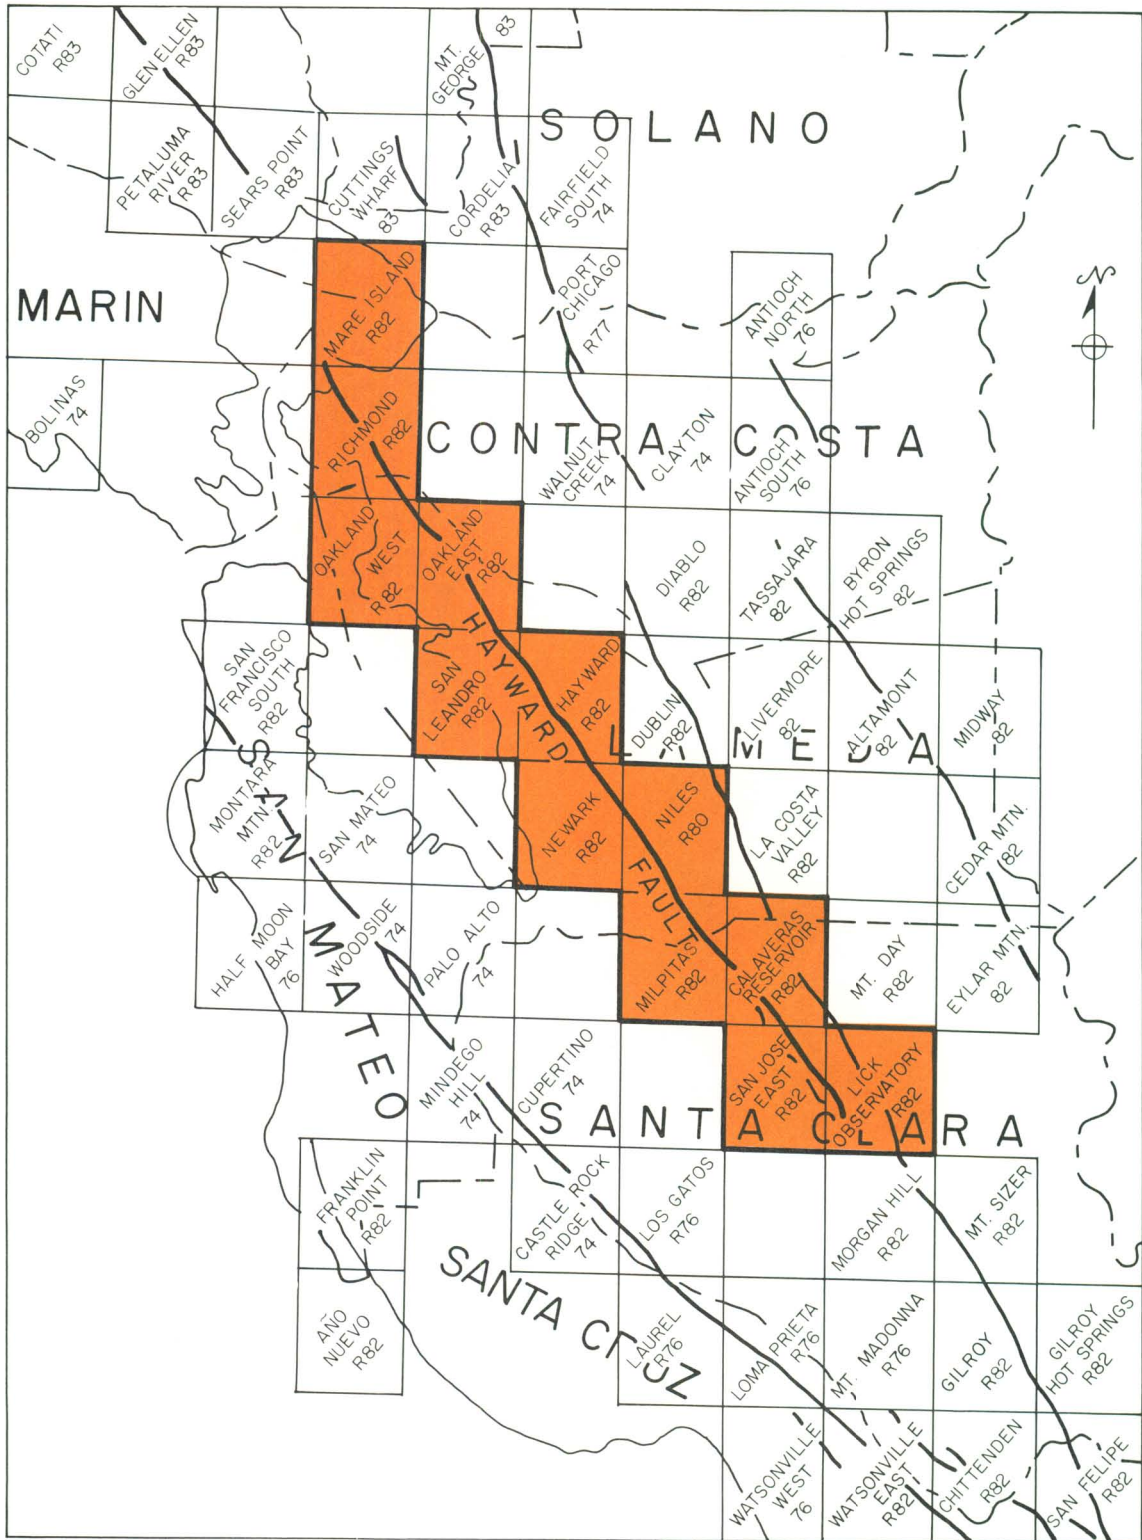 COTATI
R83
GLEN ELLEN
R83
MT.
GEORGE
83
SOLANO
PETALUMA
RIVER
R83
SEARS POINT
R83
CUTTINGS
WHARF
83
CORDELIA
R83
FAIRFIELD
SOUTH
74
MARIN
MARE ISLAND
R82
PORT
CHICAGO
R77
ANTIOCH
NORTH
76
N
BOLINAS
74
RICHMOND
R82
CONTRA COSTA
WALNUT
CREEK
74
CLAYTON
74
ANTIOCH
SOUTH
76
OAKLAND
WEST
R82
OAKLAND
EAST
R82
DIABLO
R82
TASSAJARA
82
BYRON
HOT SPRINGS
82
SAN
FRANCISCO
SOUTH
R82
SAN
LEANDRO
R82
HAYWARD FAULT
HAYWARD
R82
DUBLIN
R82
LIVERMORE
82
ALTAMONT
82
MIDWAY
82
L A MEDA
SAN MATEO
MONTARA
MTN.
R82
SAN MATEO
74
NEWARK
R82
NILES
R80
LA COSTA
VALLEY
R82
CEDAR MTN.
82
HALF MOON
BAY
76
WOODSIDE
74
PALO ALTO
74
MILPITAS
R82
CALAVERAS
RESERVOIR
R82
MT. DAY
R82
EYLAR MTN.
82
MINDEGO
HILL
74
CUPERTINO
74
SAN JOSE
EAST
R82
LICK
OBSERVATORY
R82
SANTA CLARA
FRANKLIN
POINT
R82
CASTLE ROCK
RIDGE
74
LOS GATOS
R76
MORGAN HILL
R82
MT. SIZER
R82
SANTA CRUZ
AÑO
NUEVO
R82
LAUREL
R76
LOMA PRIETA
R76
MT. MADONNA
R76
GILROY
R82
GILROY
HOT SPRINGS
R82
WATSONVILLE
WEST
76
WATSONVILLE
EAST
R82
CHITTENDEN
R82
SAN FELIPE
R82